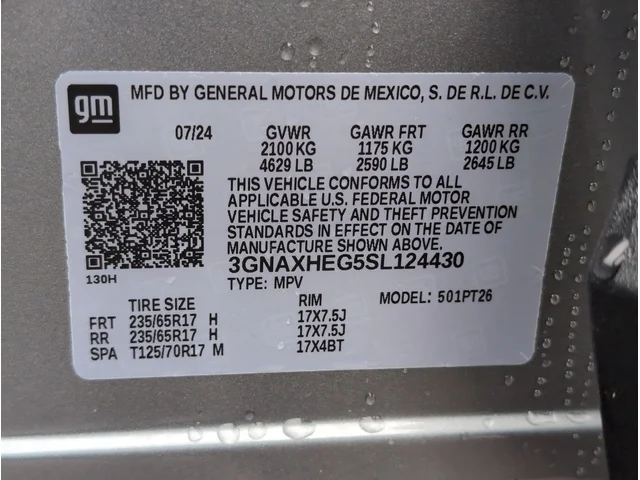 gm MFD BY GENERAL MOTORS DE MEXICO, S. DE R.L. DE C.V.
07/24 GVWR GAWR FRT GAWR RR
2100 KG 1175 KG 1200 KG
4629 LB 2590 LB 2645 LB
THIS VEHICLE CONFORMS TO ALL
APPLICABLE U.S. FEDERAL MOTOR
VEHICLE SAFETY AND THEFT PREVENTION
STANDARDS IN EFFECT ON THE DATE OF
MANUFACTURE SHOWN ABOVE.
3GNAXHEG5SL124430
130H TYPE: MPV
TIRE SIZE RIM MODEL: 501PT26
FRT 235/65R17 H 17X7.5J
RR 235/65R17 H 17X7.5J
SPA T125/70R17 M 17X4BT